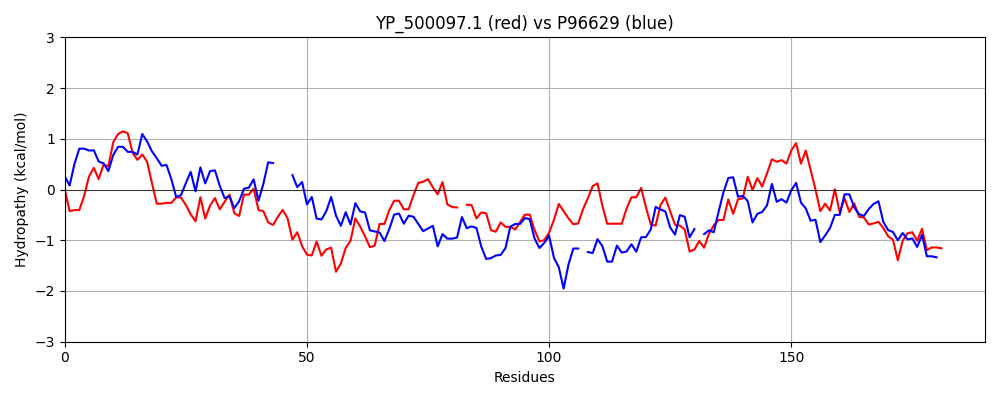 YP_500097.1 (red) vs P96629 (blue)
3
2
1
0
−1
−2
−3
Hydropathy (kcal/mol)
0 50 100 150
Residues